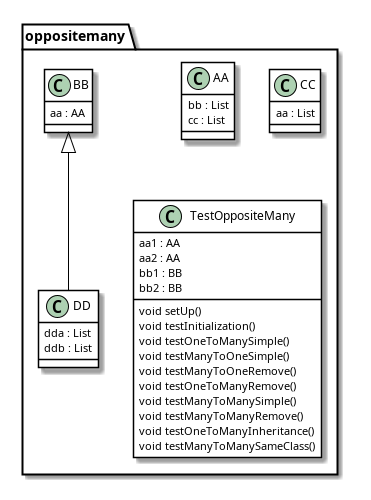 oppositemany
C BB
aa : AA
C AA
bb : List
cc : List
C CC
aa : List
C TestOppositeMany
aa1 : AA
aa2 : AA
bb1 : BB
bb2 : BB
void setUp()
void testInitialization()
void testOneToManySimple()
void testManyToOneSimple()
void testManyToOneRemove()
void testOneToManyRemove()
void testManyToManySimple()
void testManyToManyRemove()
void testOneToManyInheritance()
void testManyToManySameClass()
C DD
dda : List
ddb : List